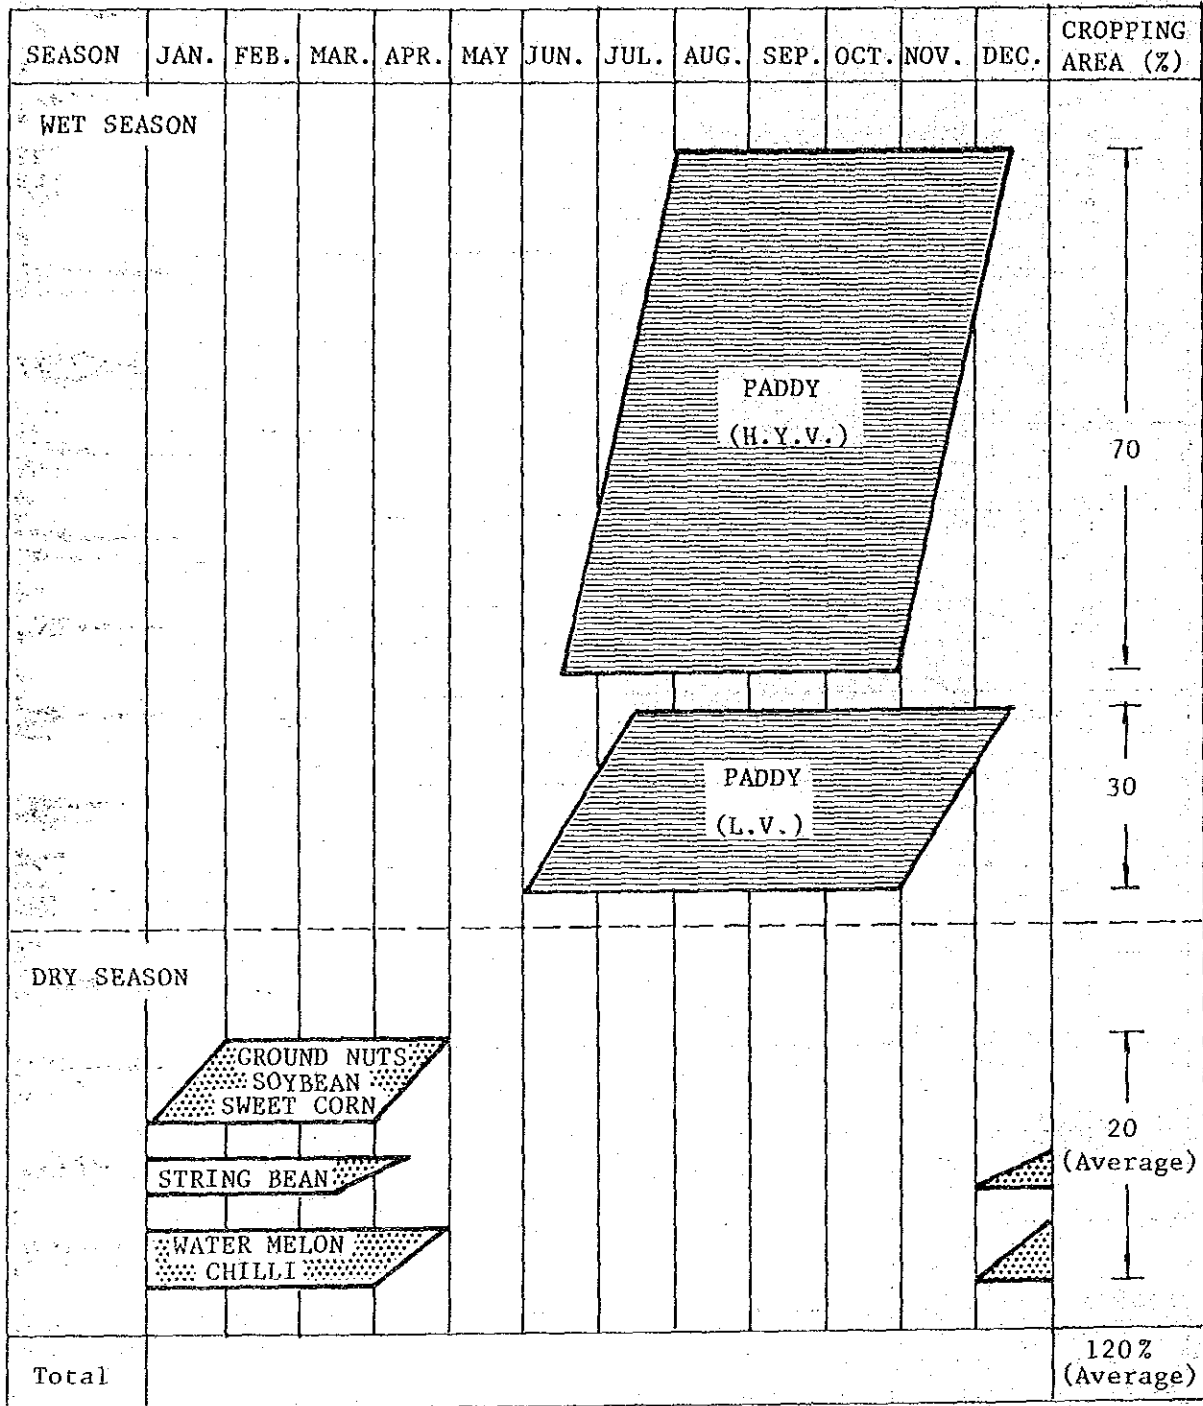 SEASON JAN. FEB. MAR. APR. MAY JUN. JUL. AUG. SEP. OCT. NOV. DEC. CROPPING
AREA (%)
WET SEASON
PADDY
(H.Y.V.)
70
PADDY
(L.V.)
30
DRY SEASON
GROUND NUTS
SOYBEAN
SWEET CORN
20
(Average)
STRING BEAN
WATER MELON
CHILLI
Total
120%
(Average)